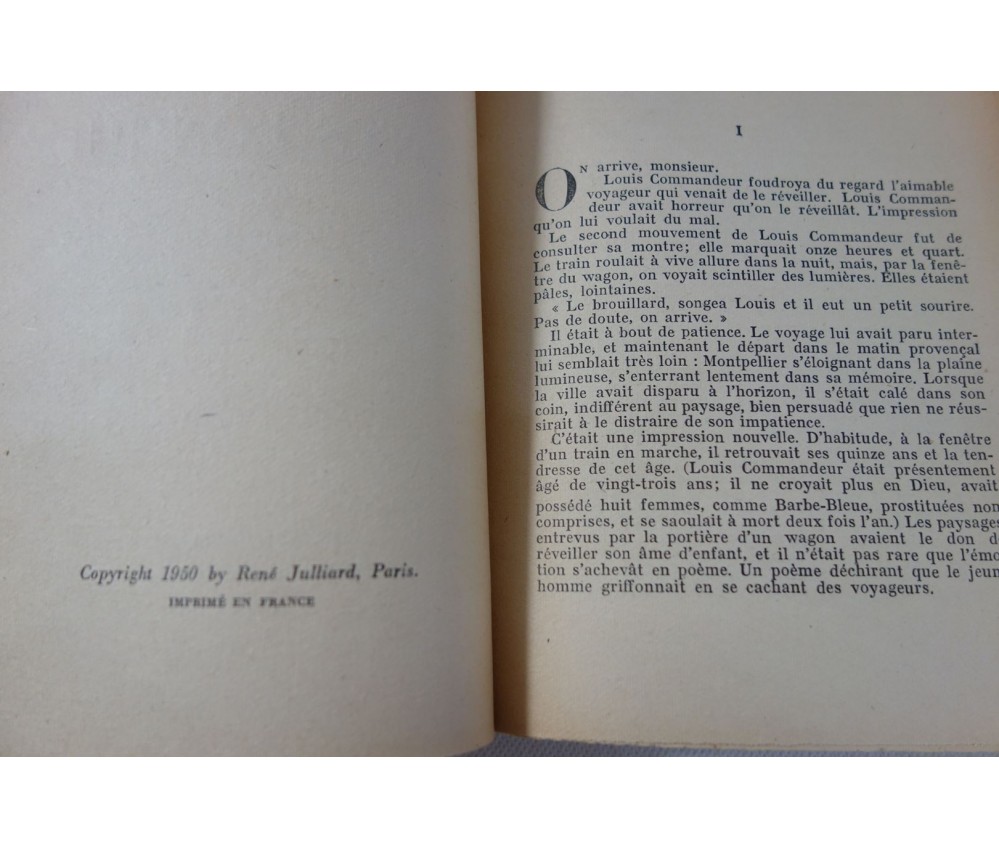 Copyright 1950 by René Julliard, Paris.
IMPRIMÉ EN FRANCE
I
ON arrive, monsieur.
Louis Commandeur foudroya du regard l'aimable
voyageur qui venait de le réveiller. Louis Comman-
deur avait horreur qu'on le réveillât. L'impression
qu'on lui voulait du mal.
Le second mouvement de Louis Commandeur fut de
consulter sa montre; elle marquait onze heures et quart.
Le train roulait à vive allure dans la nuit, mais, par la fenê-
tre du wagon, on voyait scintiller des lumières. Elles étaient
pâles, lointaines.
« Le brouillard, songea Louis et il eut un petit sourire.
Pas de doute, on arrive. »
Il était à bout de patience. Le voyage lui avait paru inter-
minable, et maintenant le départ dans le matin provençal
lui semblait très loin : Montpellier s'éloignant dans la plaine
lumineuse, s'enterrant lentement dans sa mémoire. Lorsque
la ville avait disparu à l'horizon, il s'était calé dans son
coin, indifférent au paysage, bien persuadé que rien ne réus-
sirait à le distraire de son impatience.
C'était une impression nouvelle. D'habitude, à la fenêtre
d'un train en marche, il retrouvait ses quinze ans et la ten-
dresse de cet âge. (Louis Commandeur était présentement
âgé de vingt-trois ans; il ne croyait plus en Dieu, avait
possédé huit femmes, comme Barbe-Bleue, prostituées non
comprises, et se saoulait à mort deux fois l'an.) Les paysages
entrevus par la portière d'un wagon avaient le don d
réveiller son âme d'enfant, et il n'était pas rare que l'émo
tion s'achevât en poème. Un poème déchirant que le jeun
homme griffonnait en se cachant des voyageurs.